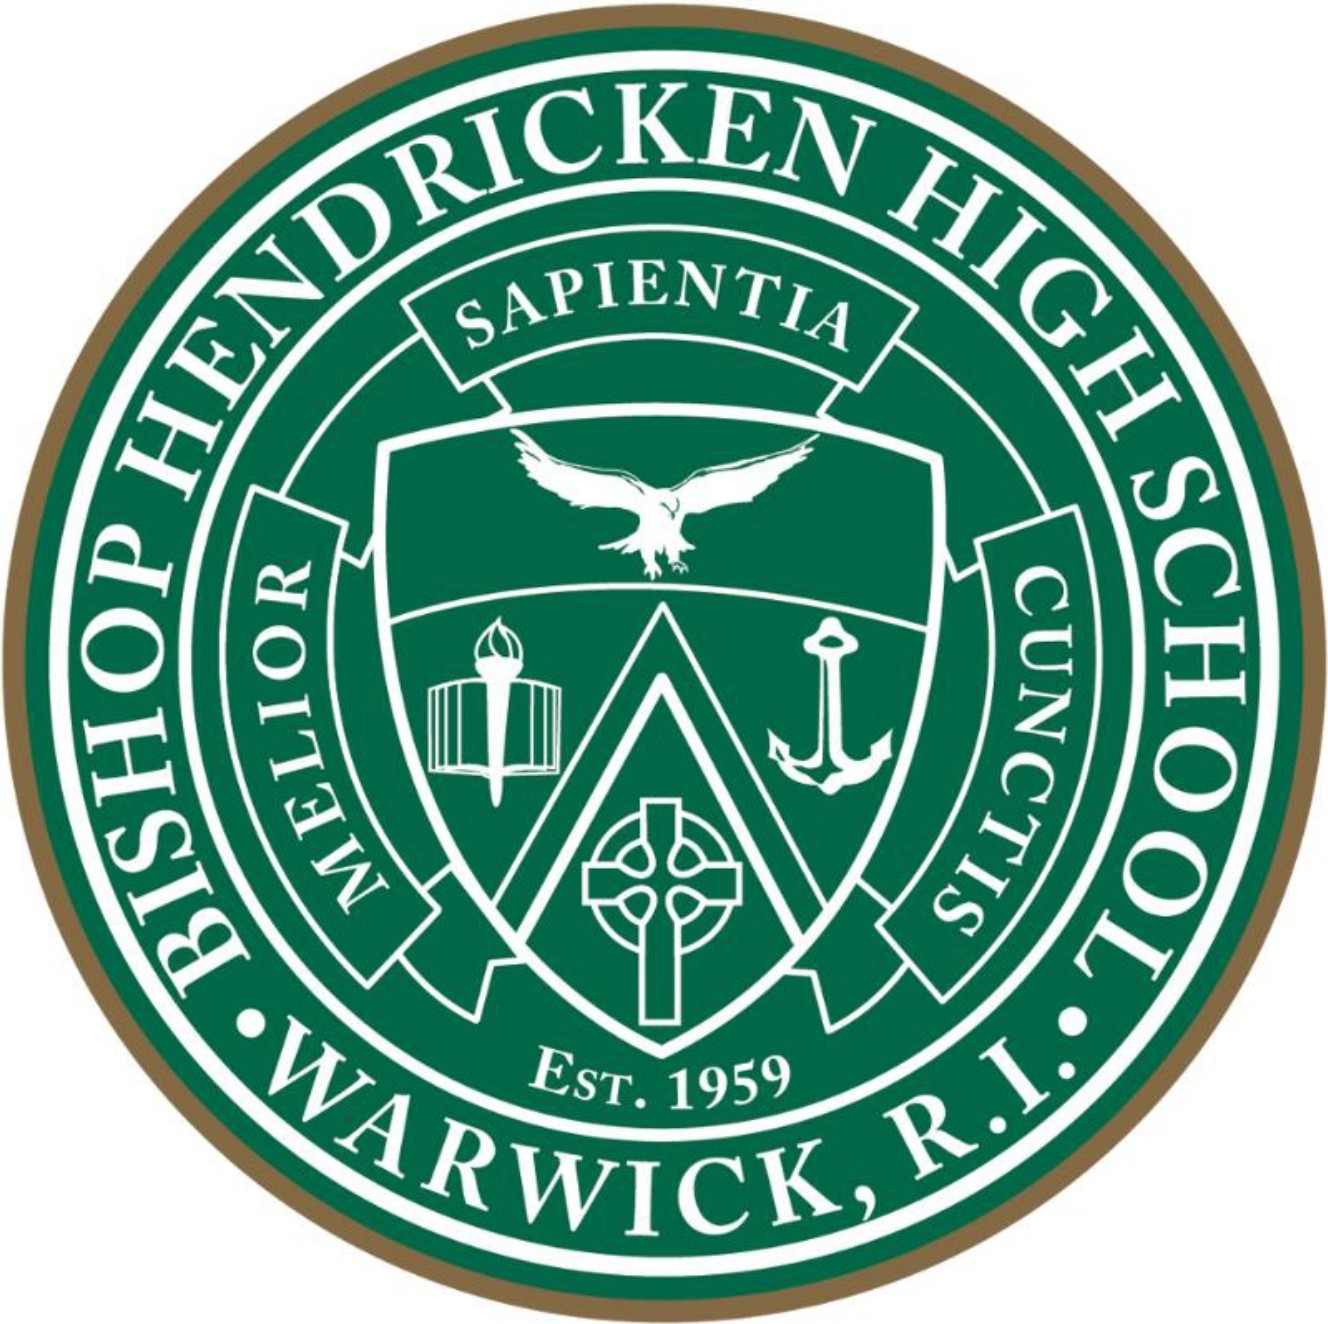 BISHOP HENDRICKEN HIGH SCHOOL
MELIOR
SAPIENTIA
CUNCTIS
EST. 1959
• WARWICK, R.I. •